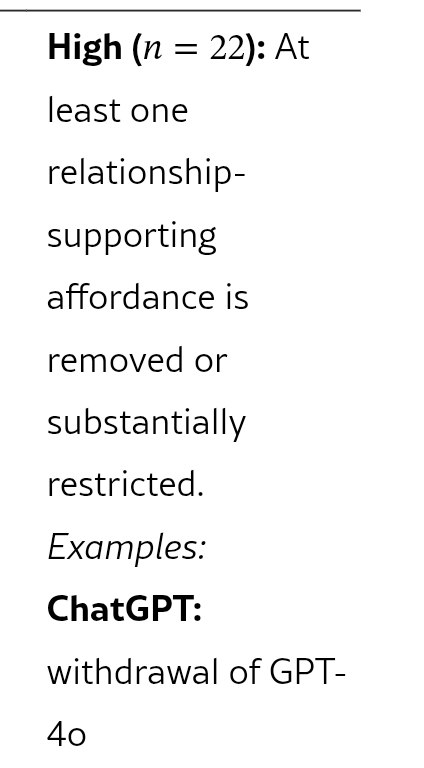 High (n = 22): At
least one
relationship-
supporting
affordance is
removed or
substantially
restricted.
Examples:
ChatGPT:
withdrawal of GPT-
4o